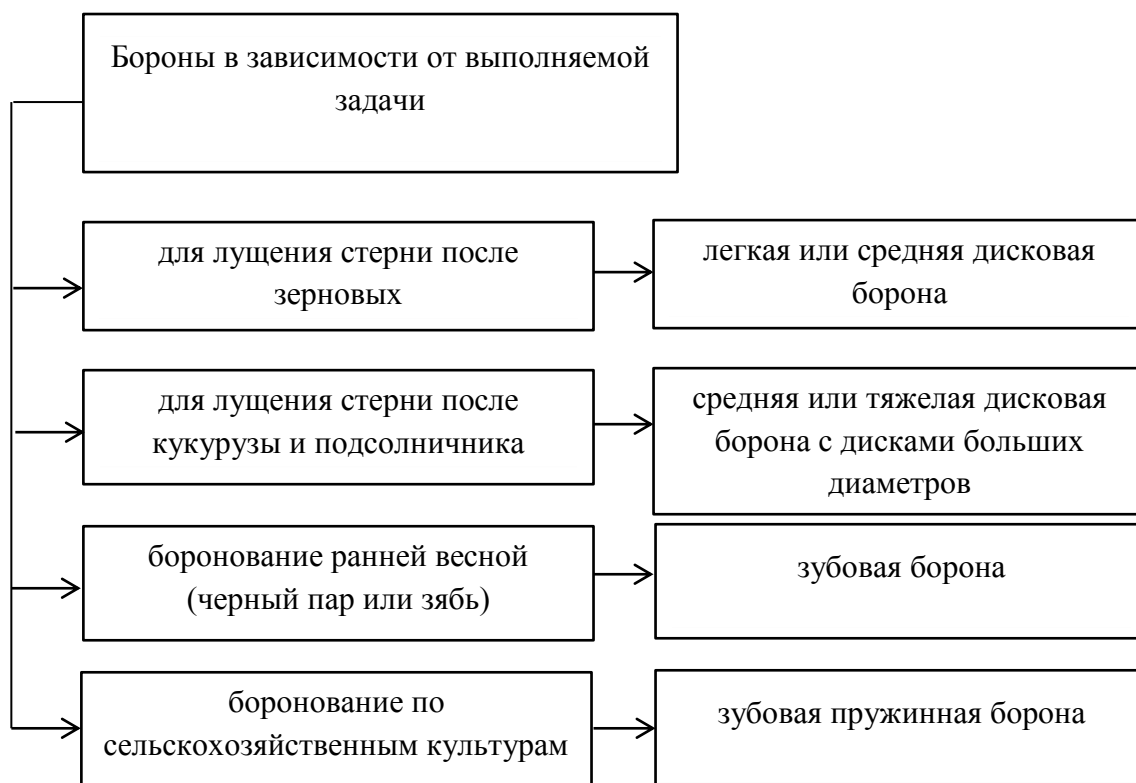 Бороны в зависимости от выполняемой
задачи
для лущения стерни после
зерновых
легкая или средняя дисковая
борона
для лущения стерни после
кукурузы и подсолничника
средняя или тяжелая дисковая
борона с дисками больших
диаметров
боронование ранней весной
(черный пар или зябь)
зубовая борона
боронование по
сельскохозяйственным культурам
зубовая пружинная борона